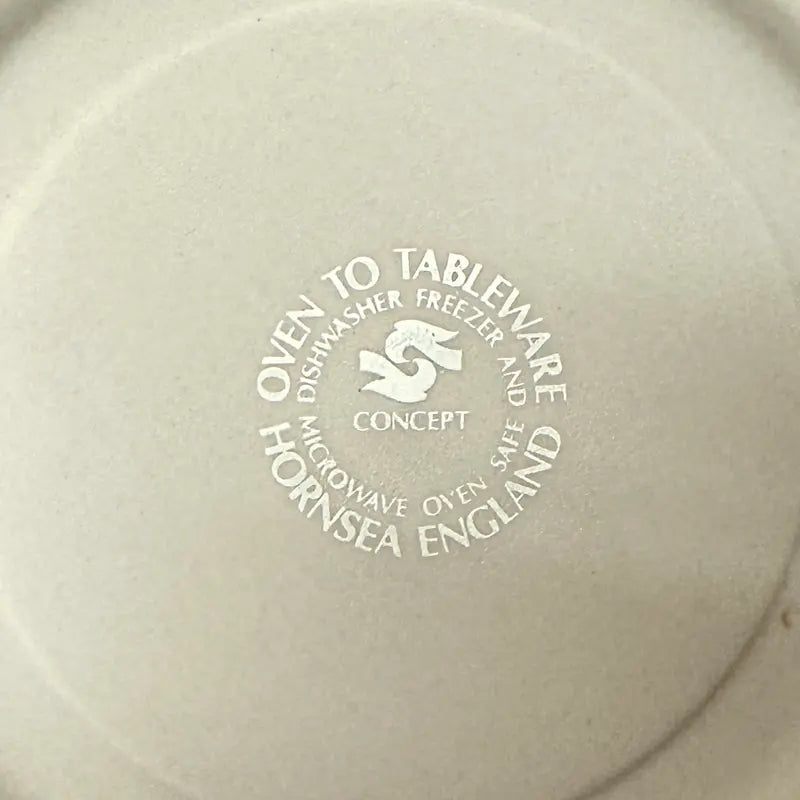 OVEN TO TABLEWARE
DISHWASHER FREEZER AND
CONCEPT
MICROWAVE OVEN SAFE
HORNSEA ENGLAND